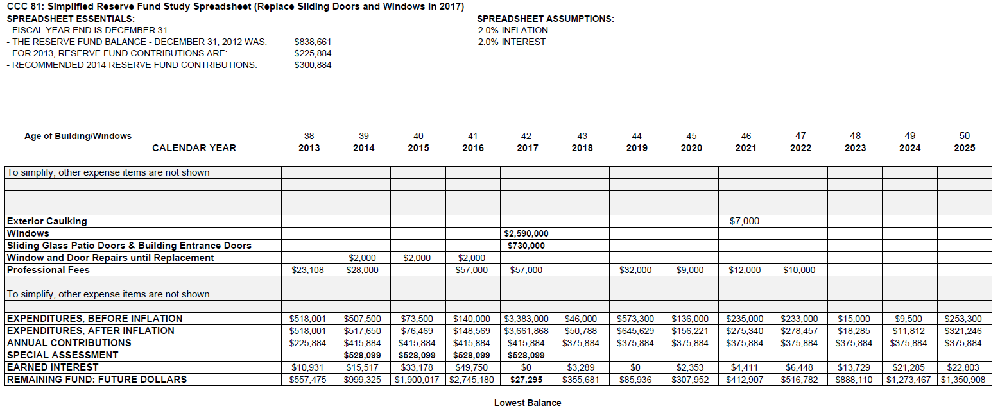 CCC 81: Simplified Reserve Fund Study Spreadsheet (Replace Sliding Doors and Windows in 2017)
SPREADSHEET ESSENTIALS: SPREADSHEET ASSUMPTIONS:
- FISCAL YEAR END IS DECEMBER 31 2.0% INFLATION
- THE RESERVE FUND BALANCE - DECEMBER 31, 2012 WAS: $838,661 2.0% INTEREST
- FOR 2013, RESERVE FUND CONTRIBUTIONS ARE: $225,884
- RECOMMENDED 2014 RESERVE FUND CONTRIBUTIONS: $300,884
Age of Building/Windows 38 39 40 41 42 43 44 45 46 47 48 49 50
CALENDAR YEAR 2013 2014 2015 2016 2017 2018 2019 2020 2021 2022 2023 2024 2025
To simplify, other expense items are not shown
Exterior Caulking $7,000
Windows $2,590,000
Sliding Glass Patio Doors & Building Entrance Doors $730,000
Window and Door Repairs until Replacement $2,000 $2,000 $2,000
Professional Fees $23,108 $28,000 $57,000 $57,000 $32,000 $9,000 $12,000 $10,000
To simplify, other expense items are not shown
EXPENDITURES, BEFORE INFLATION $518,001 $507,500 $73,500 $140,000 $3,383,000 $46,000 $573,300 $136,000 $235,000 $233,000 $15,000 $9,500 $253,300
EXPENDITURES, AFTER INFLATION $518,001 $517,650 $76,469 $148,569 $3,661,868 $50,788 $645,629 $156,221 $275,340 $278,457 $18,285 $11,812 $321,246
ANNUAL CONTRIBUTIONS $225,884 $415,884 $415,884 $415,884 $415,884 $375,884 $375,884 $375,884 $375,884 $375,884 $375,884 $375,884 $375,884
SPECIAL ASSESSMENT $528,099 $528,099 $528,099 $528,099
EARNED INTEREST $10,931 $15,517 $33,178 $49,750 $0 $3,289 $0 $2,353 $4,411 $6,448 $13,729 $21,285 $22,803
REMAINING FUND: FUTURE DOLLARS $557,475 $999,325 $1,900,017 $2,745,180 $27,295 $355,681 $85,936 $307,952 $412,907 $516,782 $888,110 $1,273,467 $1,350,908
Lowest Balance